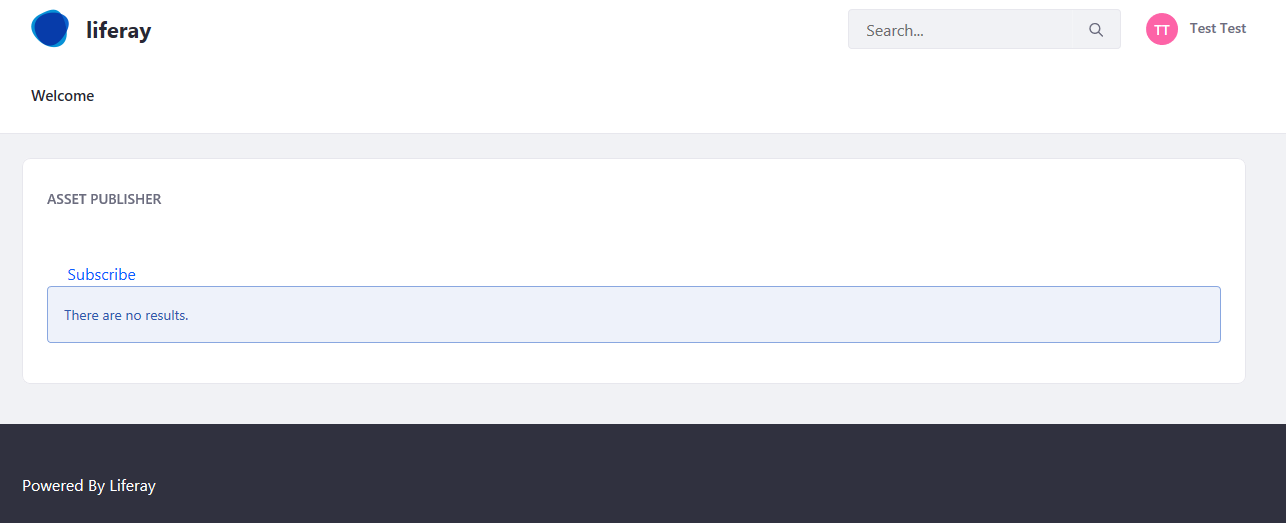 liferay
Search...
TT
Test Test
Welcome
ASSET PUBLISHER
Subscribe
There are no results.
Powered By Liferay